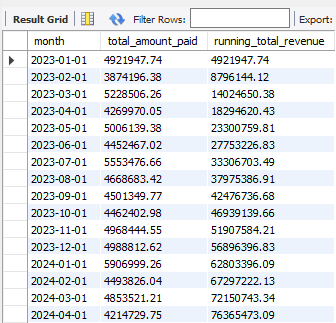 Result Grid Filter Rows: Export:
month total_amount_paid running_total_revenue
2023-01-01 4921947.74 4921947.74
2023-02-01 3874196.38 8796144.12
2023-03-01 5228506.26 14024650.38
2023-04-01 4269970.05 18294620.43
2023-05-01 5006139.38 23300759.81
2023-06-01 4452467.02 27753226.83
2023-07-01 5553476.66 33306703.49
2023-08-01 4668683.42 37975386.91
2023-09-01 4501349.77 42476736.68
2023-10-01 4462402.98 46939139.66
2023-11-01 4968444.55 51907584.21
2023-12-01 4988812.62 56896396.83
2024-01-01 5906999.26 62803396.09
2024-02-01 4493826.04 67297222.13
2024-03-01 4853521.21 72150743.34
2024-04-01 4214729.75 76365473.09